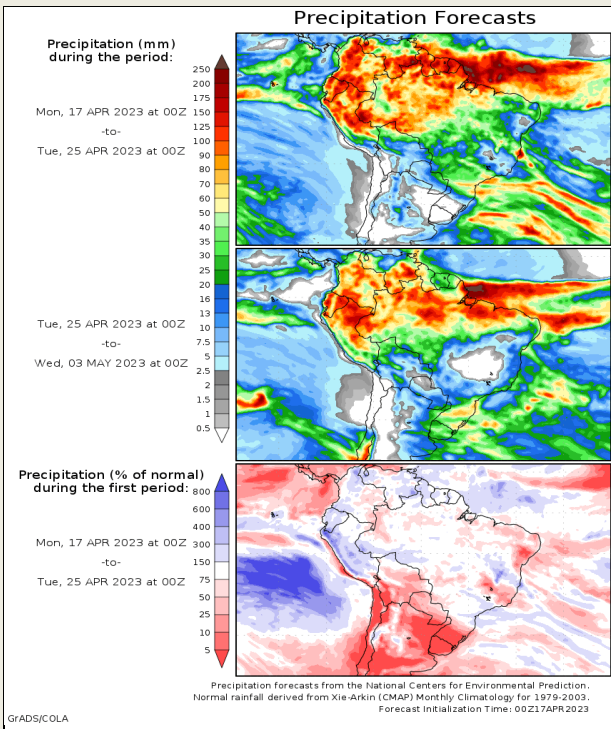 Precipitation Forecasts
Precipitation (mm)
during the period:
Mon, 17 APR 2023 at 00Z
-to-
Tue, 25 APR 2023 at 00Z
250
200
175
150
125
100
90
80
70
60
50
40
35
30
25
20
16
13
10
7.5
5
2.5
2
1.5
1
0.5
Tue, 25 APR 2023 at 00Z
-to-
Wed, 03 MAY 2023 at 00Z
Precipitation (% of normal)
during the first period:
Mon, 17 APR 2023 at 00Z
-to-
Tue, 25 APR 2023 at 00Z
800
600
400
300
150
75
50
25
10
5
Precipitation forecasts from the National Centers for Environmental Prediction.
Normal rainfall derived from Xie-Arkin (CMAP) Monthly Climatology for 1979-2003.
Forecast Initialization Time: 00Z17APR2023
GrADS/COLA